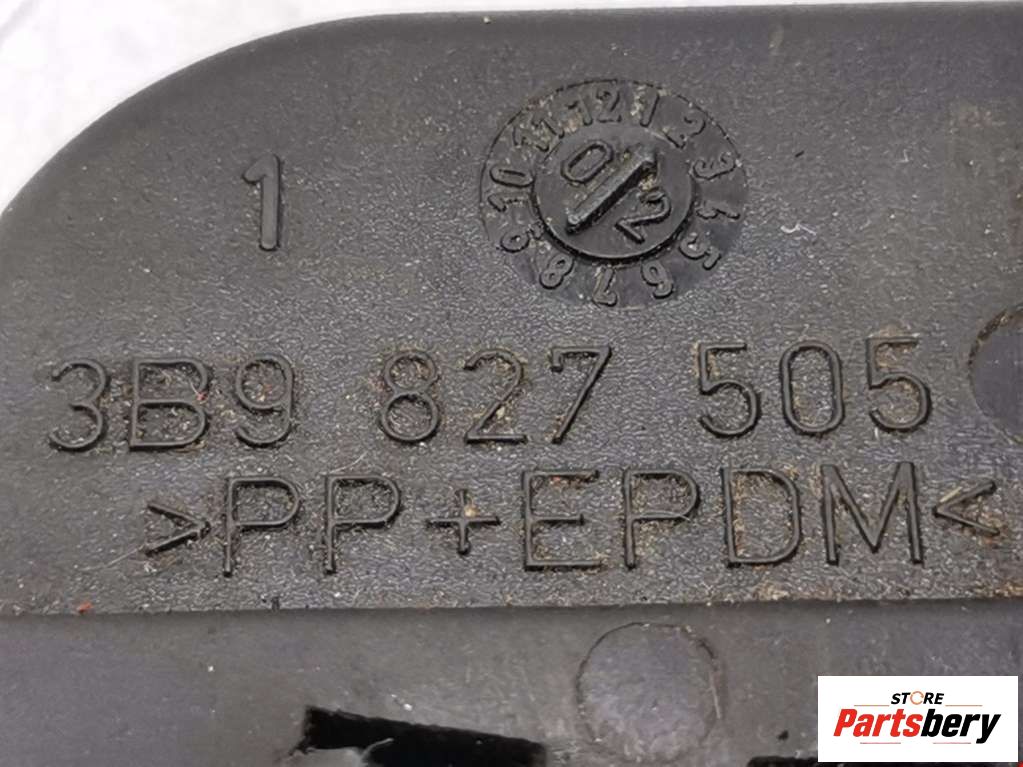 1
12 1 2 3 4 5 6 7 8 9 10 11
0/2
3B9 827 505
>PP+EPDM<
STORE
Partsbery